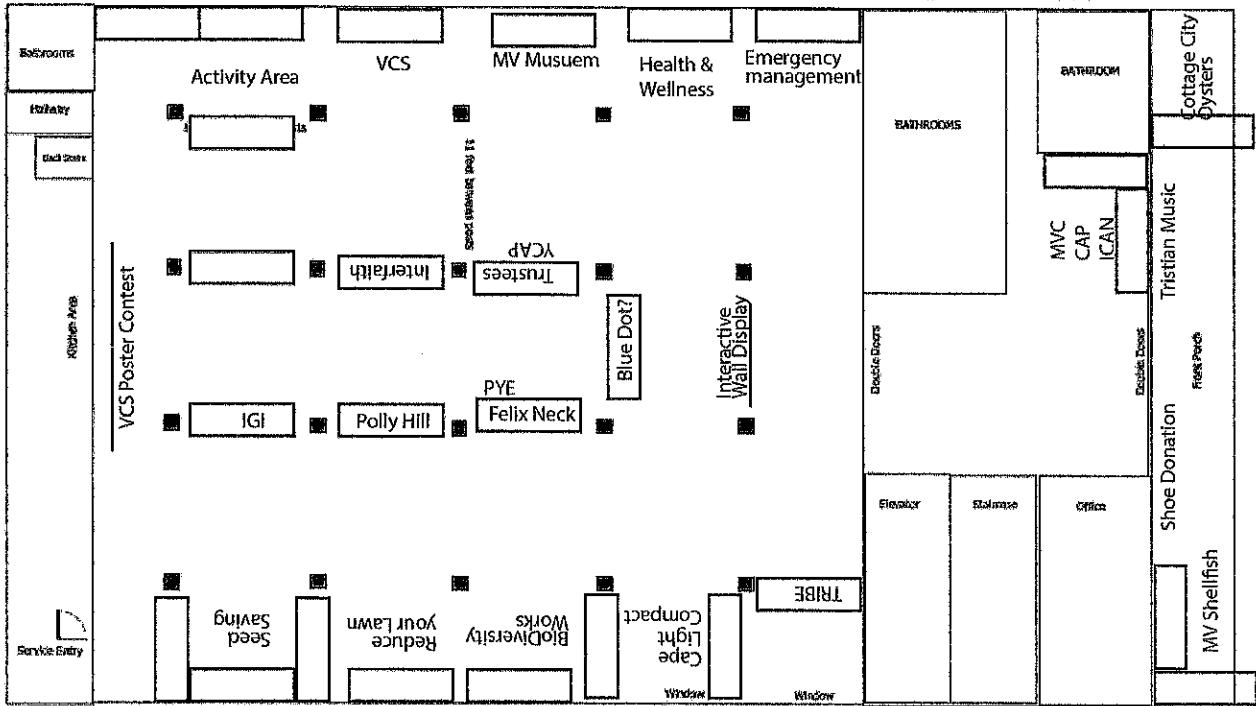 Bathrooms
Activity Area
VCS
MV Musuem
Health &
Wellness
Emergency
management
BATHROOMS
BATHROOM
Cottage City
Oysters
Hallway
Back Stairs
11 feet between posts
MVC
CAP
ICAN
Tristian Music
VCS Poster Contest
Kitchen Area
Interfaith
YCAP
Trustees
Blue Dot?
Interactive
Wall Display
Double Doors
Double Doors
Front Porch
IGI
Polly Hill
PYE
Felix Neck
Shoe Donation
Elevator
Staircase
Office
Service Entry
Seed
Saving
Reduce
your Lawn
BioDiversity
Works
Cape
Light
Compact
TRIBE
Window
Window
MV Shellfish